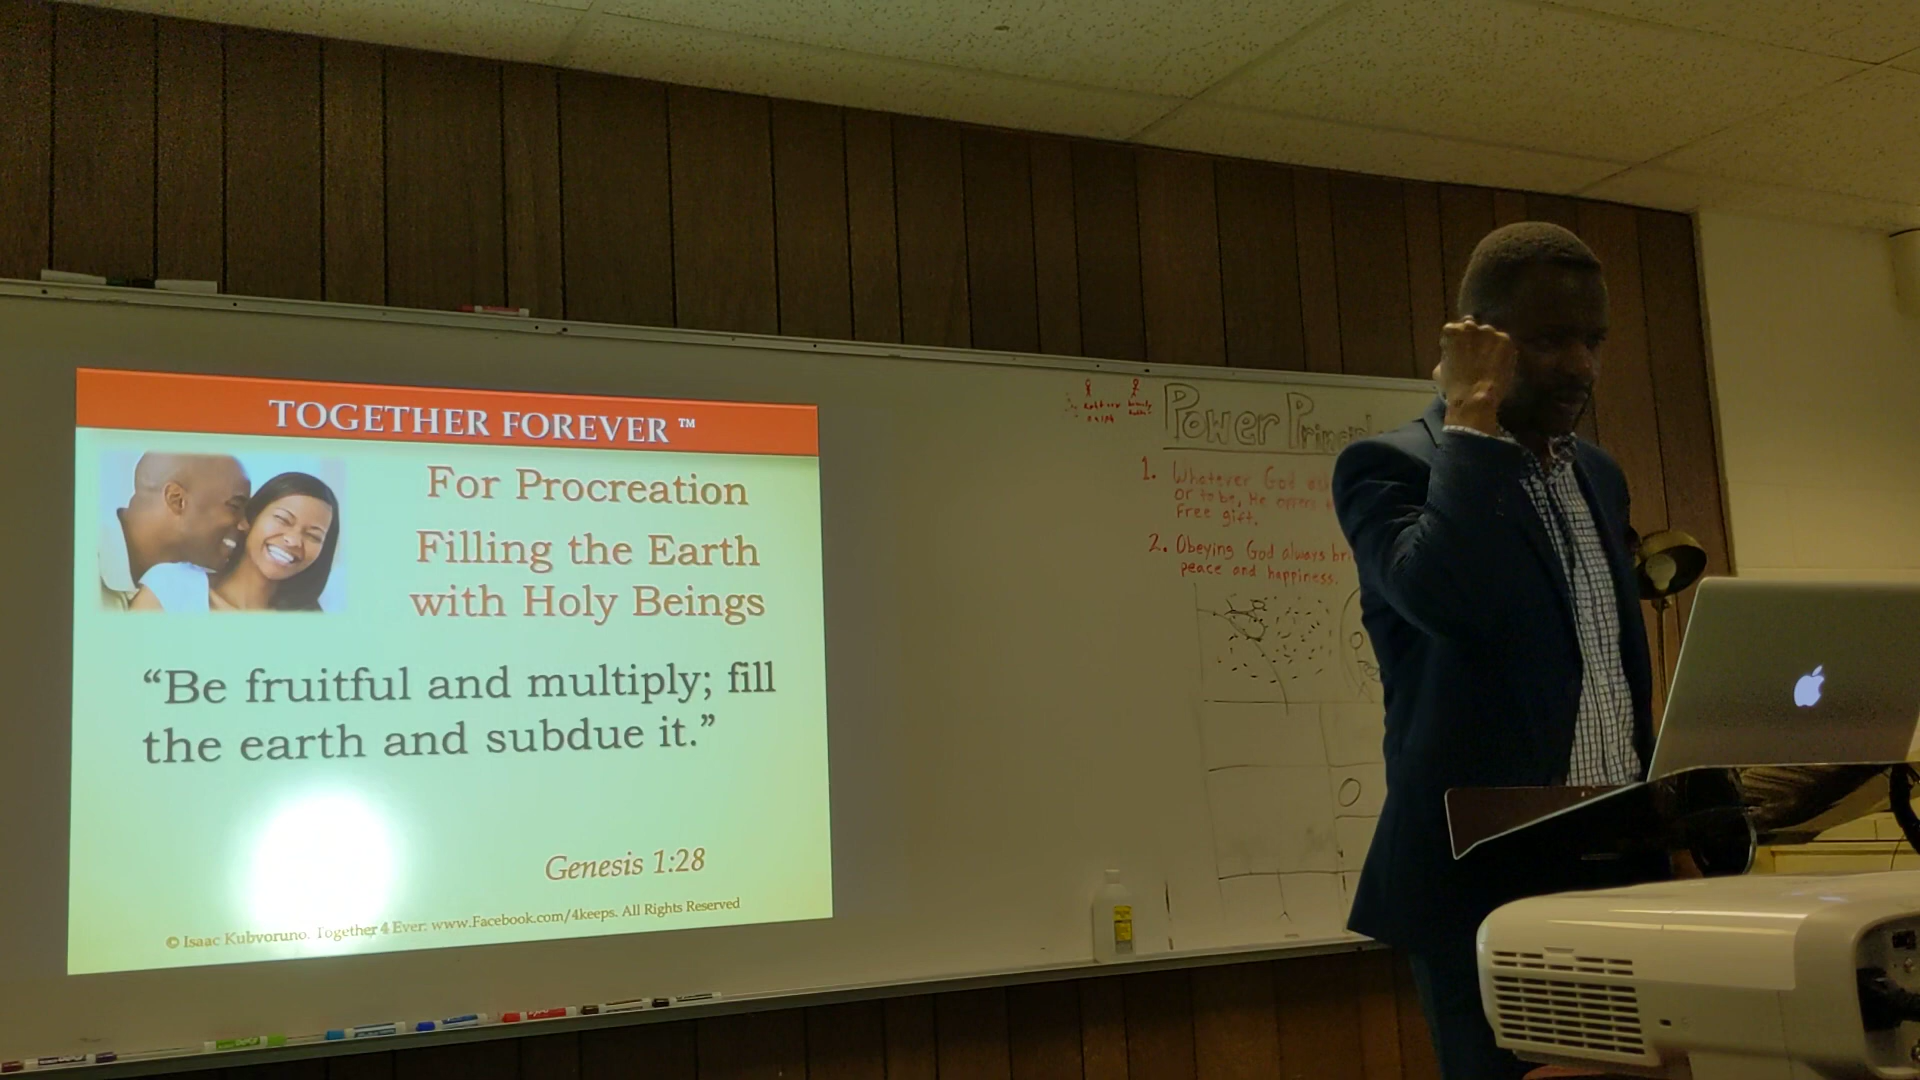 TOGETHER FOREVER ™
For Procreation
Filling the Earth
with Holy Beings
“Be fruitful and multiply; fill
the earth and subdue it.”
Genesis 1:28
© Isaac Kubvoruno. Together 4 Ever: www.Facebook.com/4keeps. All Rights Reserved
Power
1. Whatever God
or to be, He offers
Free gift.
2. Obeying God always
peace and happiness.